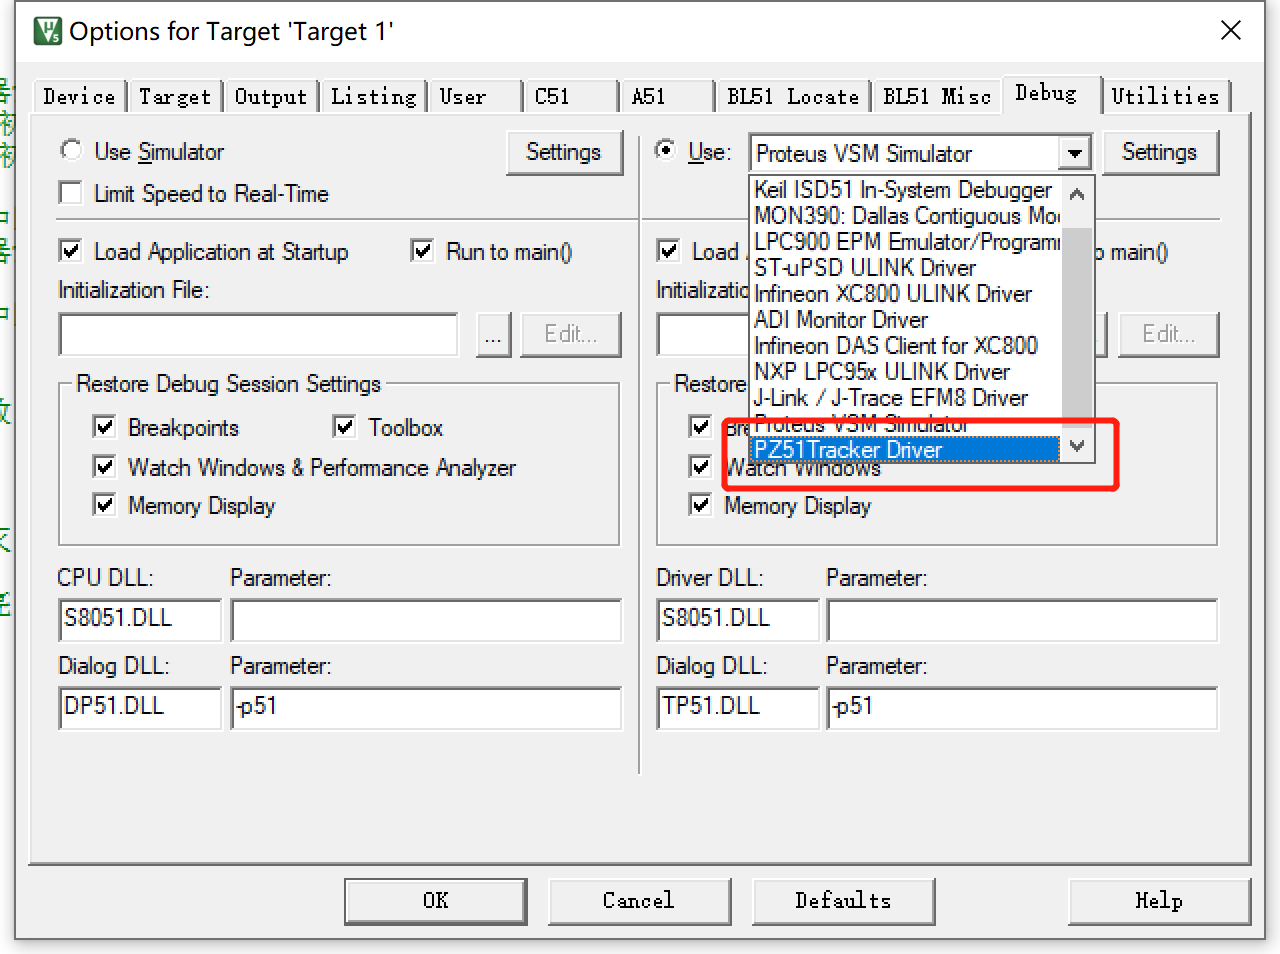 Options for Target 'Target 1'
Device Target Output Listing User C51 A51 BL51 Locate BL51 Misc Debug Utilities
Use Simulator Settings
Limit Speed to Real-Time
Use: Proteus VSM Simulator Settings
Keil ISD51 In-System Debugger
MON390: Dallas Contiguous Mo
LPC900 EPM Emulator/Program
ST-uPSD ULINK Driver
Infineon XC800 ULINK Driver
ADI Monitor Driver
Infineon DAS Client for XC800
NXP LPC95x ULINK Driver
J-Link / J-Trace EFM8 Driver
Proteus VSM Simulator
PZ51Tracker Driver
Load Application at Startup Run to main()
Initialization File:
... Edit...
Restore Debug Session Settings
Breakpoints Toolbox
Watch Windows & Performance Analyzer
Memory Display
CPU DLL: Parameter:
S8051.DLL
Dialog DLL: Parameter:
DP51.DLL -p51
Load main()
Initializatio
Edit...
Restore
Bre
Watch Windows
Memory Display
Driver DLL: Parameter:
S8051.DLL
Dialog DLL: Parameter:
TP51.DLL -p51
OK Cancel Defaults Help